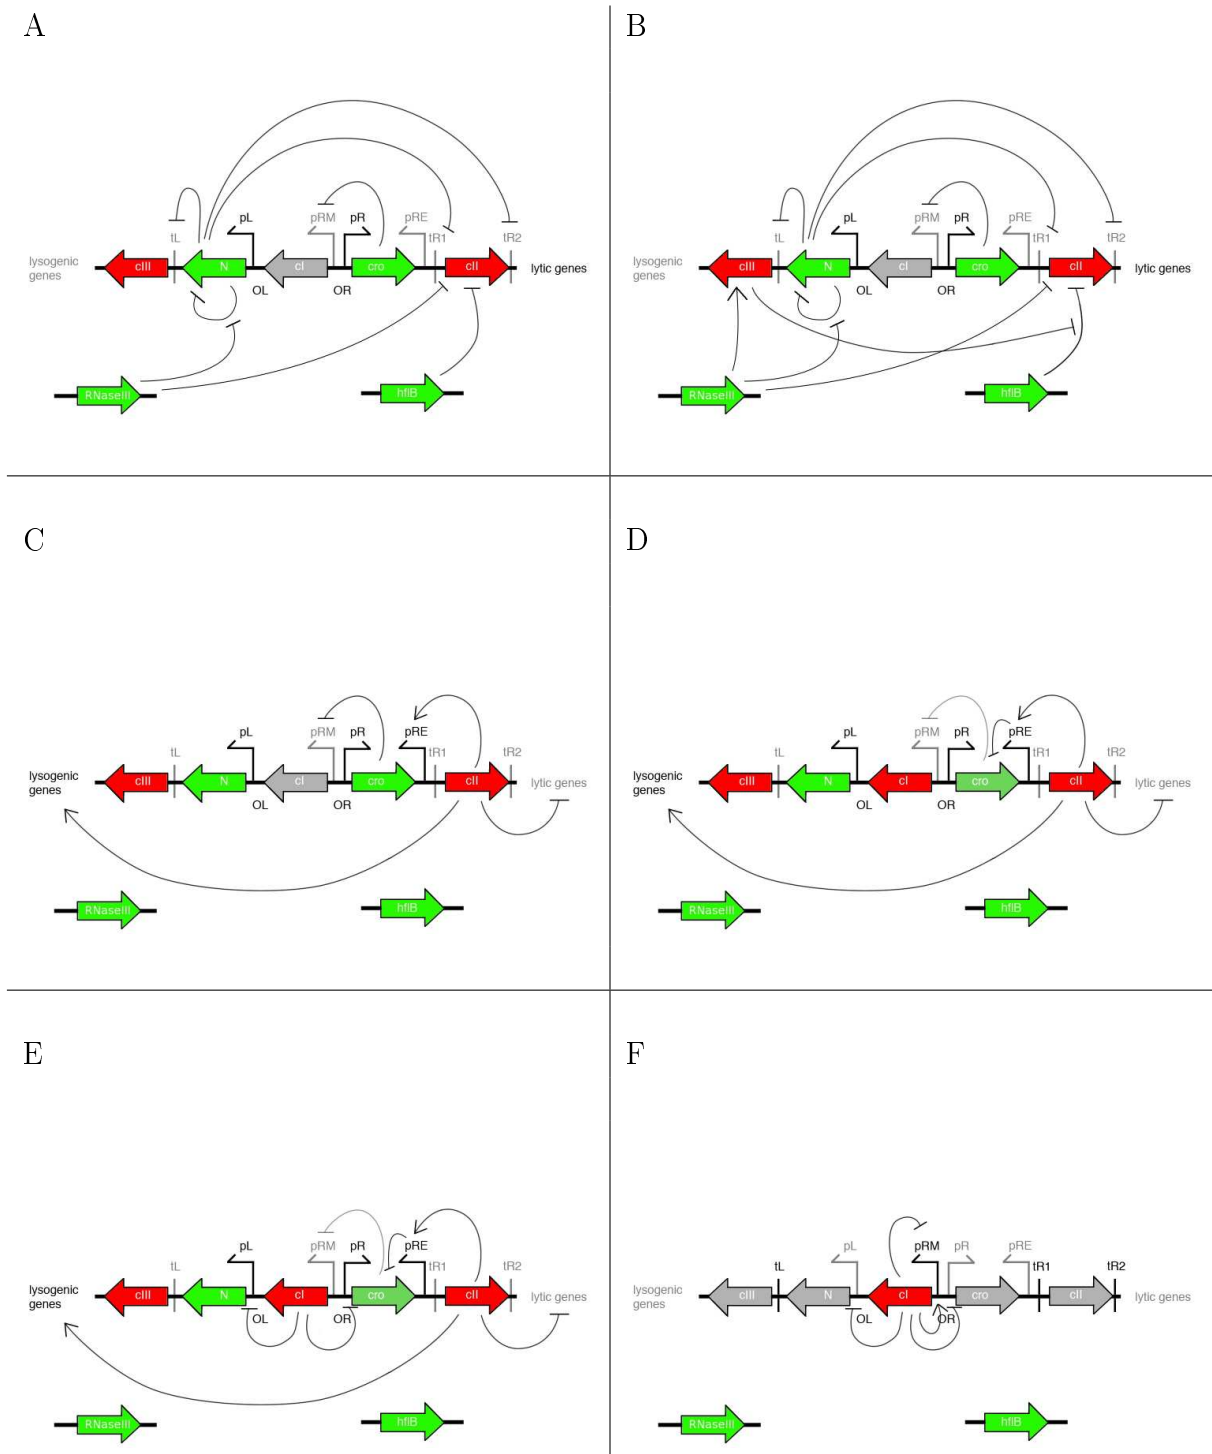 A
pL
pRM
pR
pRE
tL
tR1
tR2
lysogenic
genes
cIII
N
cI
cro
cII
lytic genes
OL
OR
RNaseIII
hflB
B
pL
pRM
pR
pRE
tL
tR1
tR2
lysogenic
genes
cIII
N
cI
cro
cII
lytic genes
OL
OR
RNaseIII
hflB
C
pL
pRM
pR
pRE
tL
tR1
tR2
lysogenic
genes
cIII
N
cI
cro
cII
lytic genes
OL
OR
RNaseIII
hflB
D
pL
pRM
pR
pRE
tL
tR1
tR2
lysogenic
genes
cIII
N
cI
cro
cII
lytic genes
OL
OR
RNaseIII
hflB
E
pL
pRM
pR
pRE
tL
tR1
tR2
lysogenic
genes
cIII
N
cI
cro
cII
lytic genes
OL
OR
RNaseIII
hflB
F
pL
pRM
pR
pRE
tL
tR1
tR2
lysogenic
genes
cIII
N
cI
cro
cII
lytic genes
OL
OR
RNaseIII
hflB